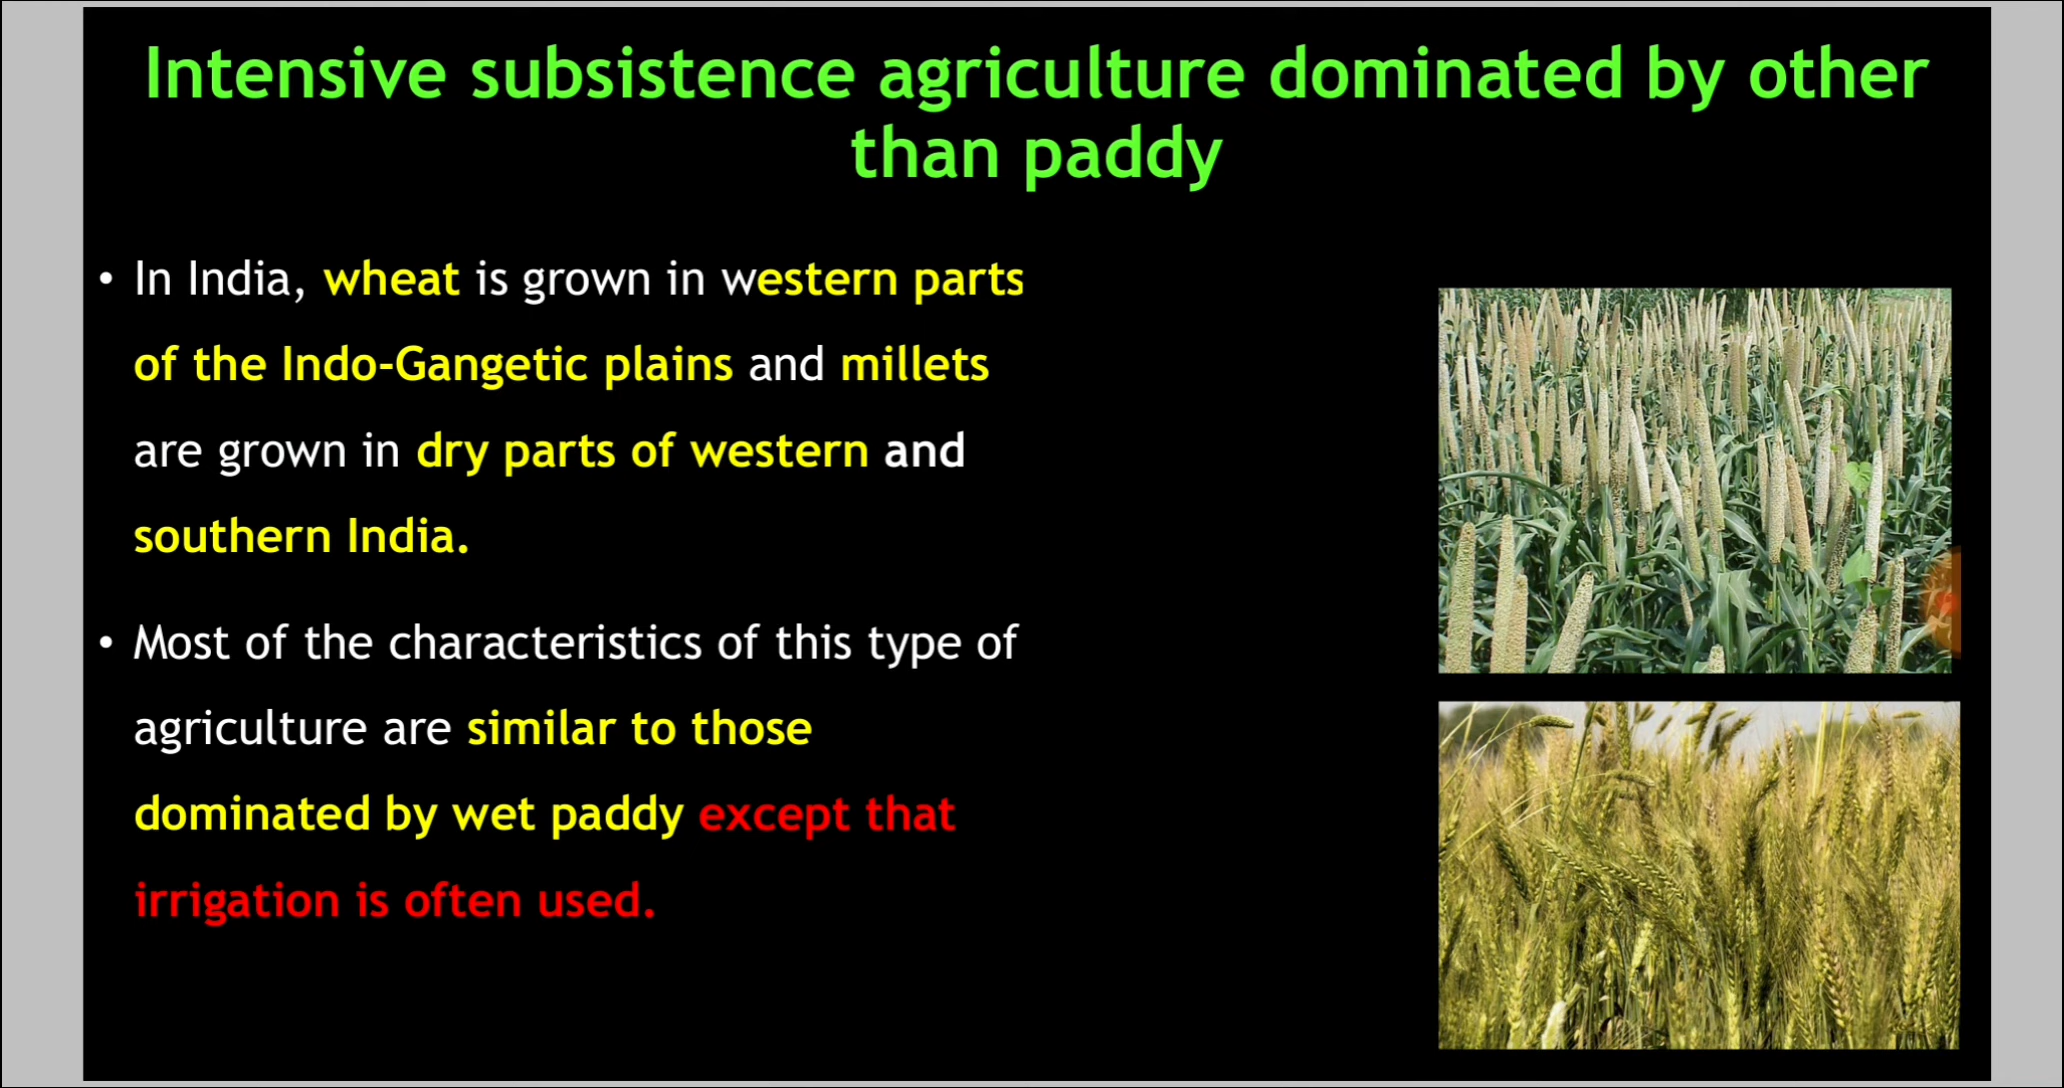 Intensive subsistence agriculture dominated by other
than paddy
• In India, wheat is grown in western parts
of the Indo-Gangetic plains and millets
are grown in dry parts of western and
southern India.
• Most of the characteristics of this type of
agriculture are similar to those
dominated by wet paddy except that
irrigation is often used.